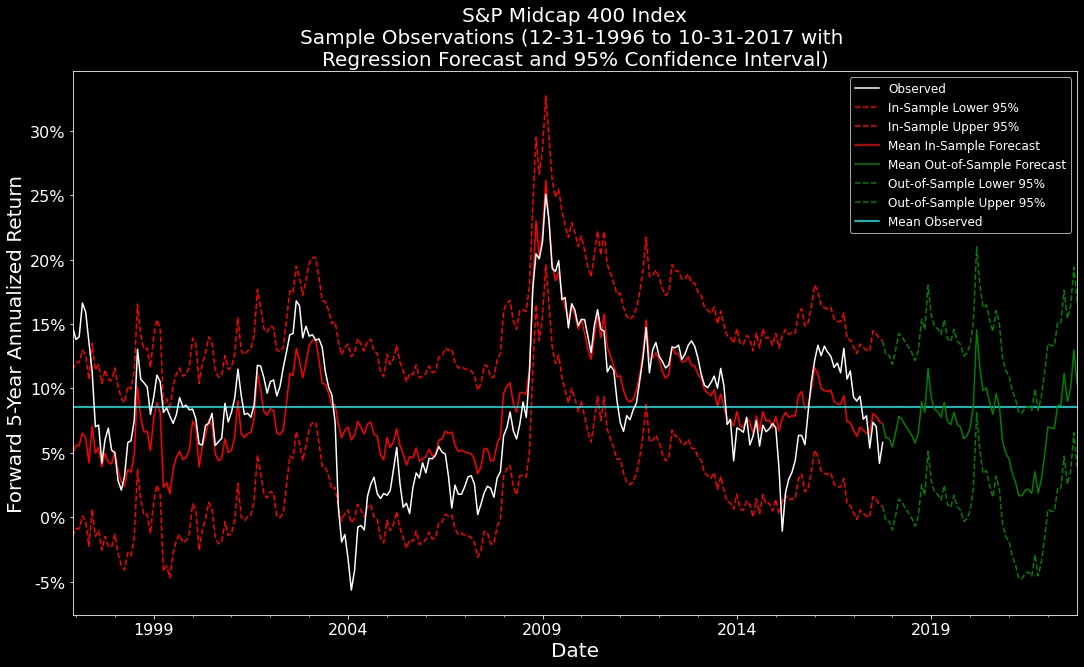 S&P Midcap 400 Index
Sample Observations (12-31-1996 to 10-31-2017 with
Regression Forecast and 95% Confidence Interval)
Observed
In-Sample Lower 95%
In-Sample Upper 95%
Mean In-Sample Forecast
Mean Out-of-Sample Forecast
Out-of-Sample Lower 95%
Out-of-Sample Upper 95%
Mean Observed
Forward 5-Year Annualized Return
30%
25%
20%
15%
10%
5%
0%
-5%
1999
2004
2009
2014
2019
Date